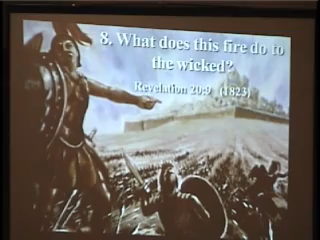 8. What does this fire do to
the wicked?
Revelation 20:9 (1823)